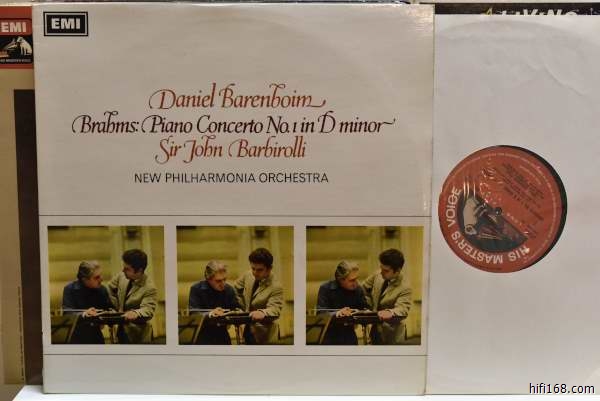 EMI
EMI
Daniel Barenboim
Brahms: Piano Concerto No.1 in D minor
Sir John Barbirolli
NEW PHILHARMONIA ORCHESTRA
HIS MASTER'S VOICE
hifi168.com